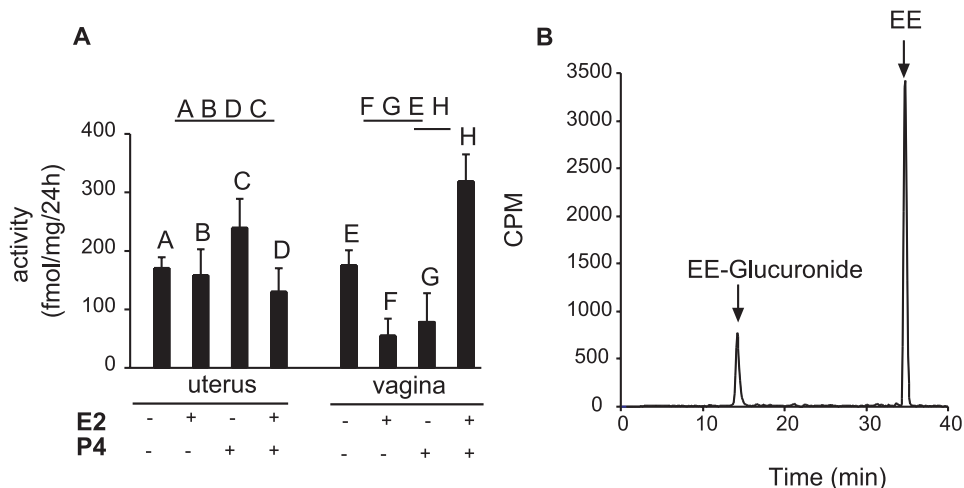 A
A B D C
F G E H
activity
(fmol/mg/24h)
400
300
200
100
0
A
B
C
D
E
F
G
H
uterus
vagina
E2 - + - + - + - +
P4 - - + + - - + +
B
EE
CPM
3500
3000
2500
2000
1500
1000
500
0
EE-Glucuronide
0 10 20 30 40
Time (min)